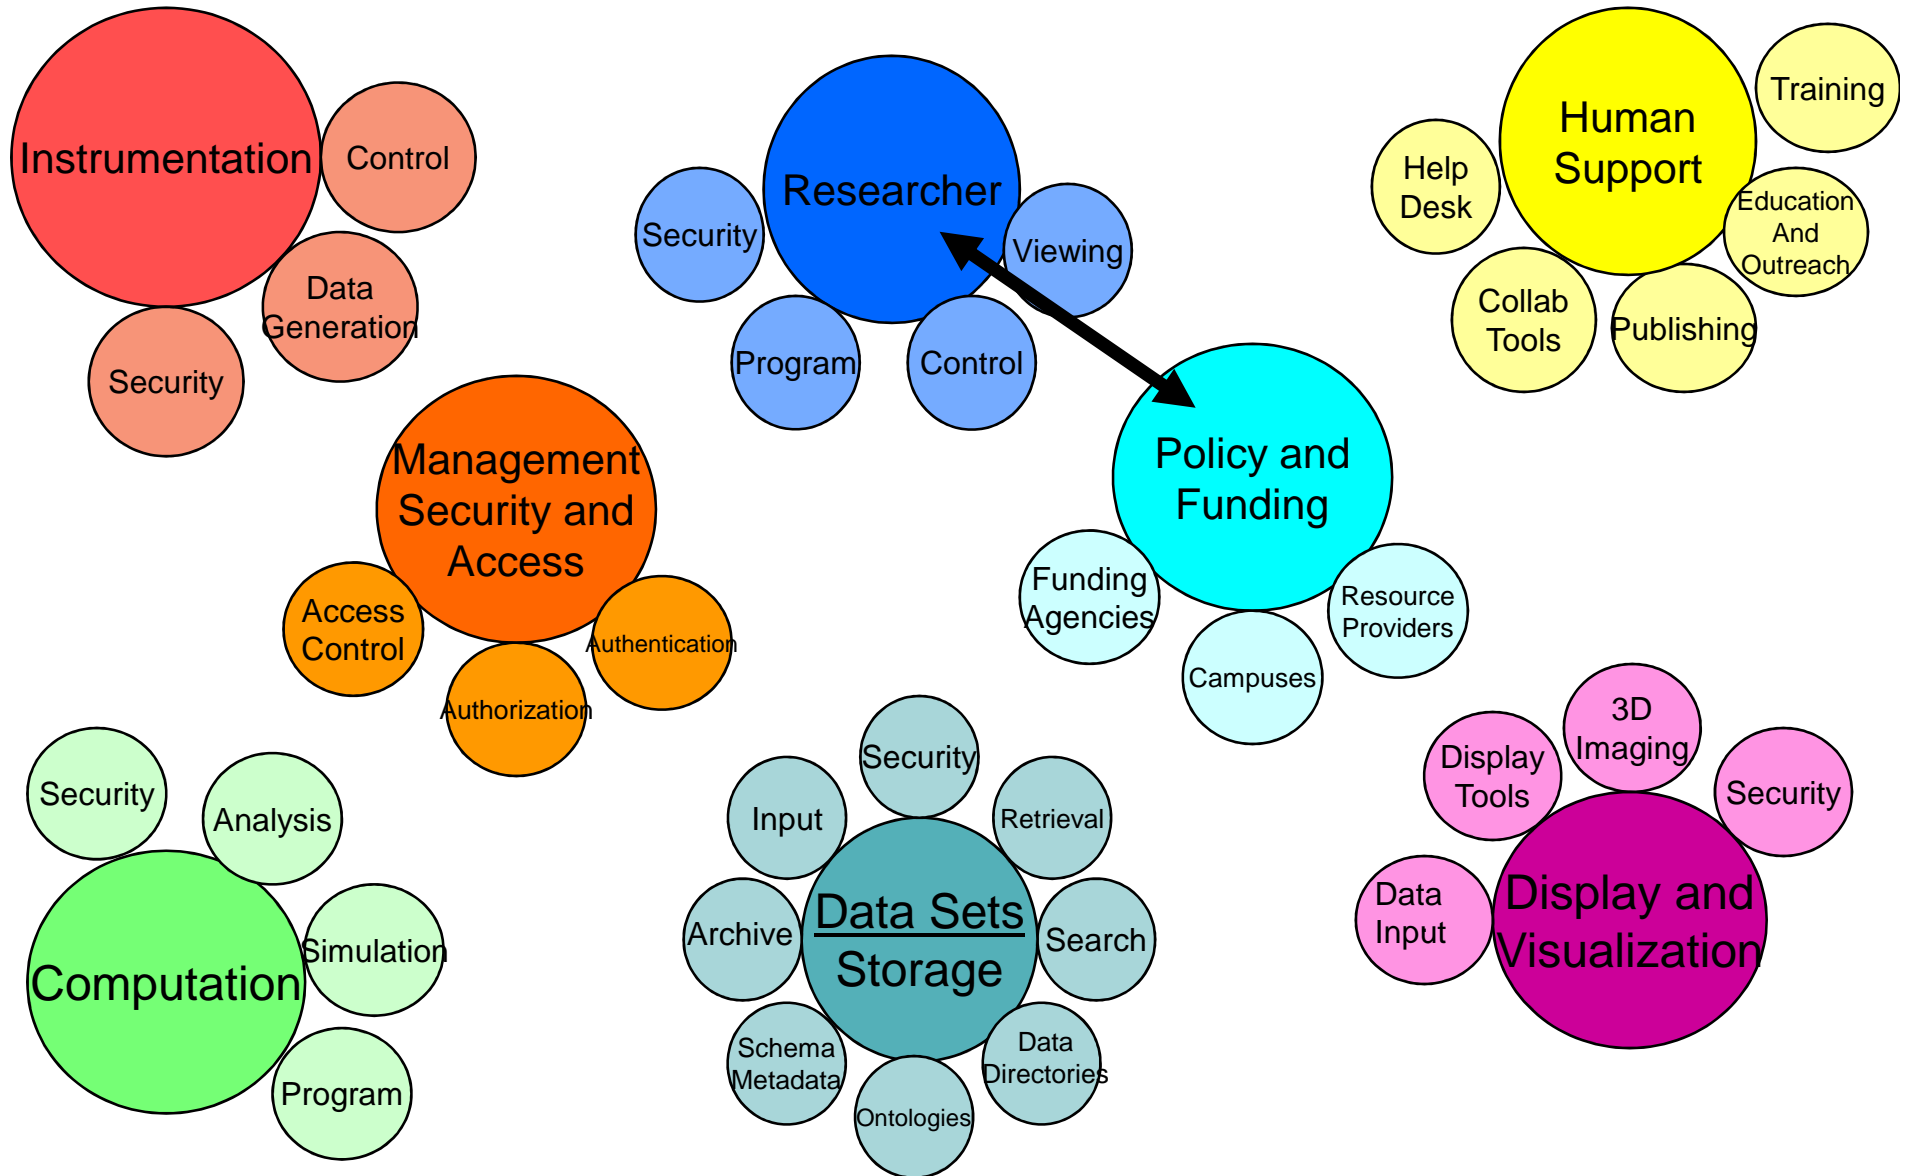 Instrumentation
Control
Data
Generation
Security
Researcher
Security
Viewing
Program
Control
Human
Support
Training
Help
Desk
Education
And
Outreach
Collab
Tools
Publishing
Management
Security and
Access
Access
Control
Authentication
Authorization
Policy and
Funding
Funding
Agencies
Resource
Providers
Campuses
Security
Analysis
Computation
Simulation
Program
Security
Input
Retrieval
Archive
Data Sets
Storage
Search
Schema
Metadata
Data
Directories
Ontologies
3D
Imaging
Display
Tools
Security
Data
Input
Display and
Visualization